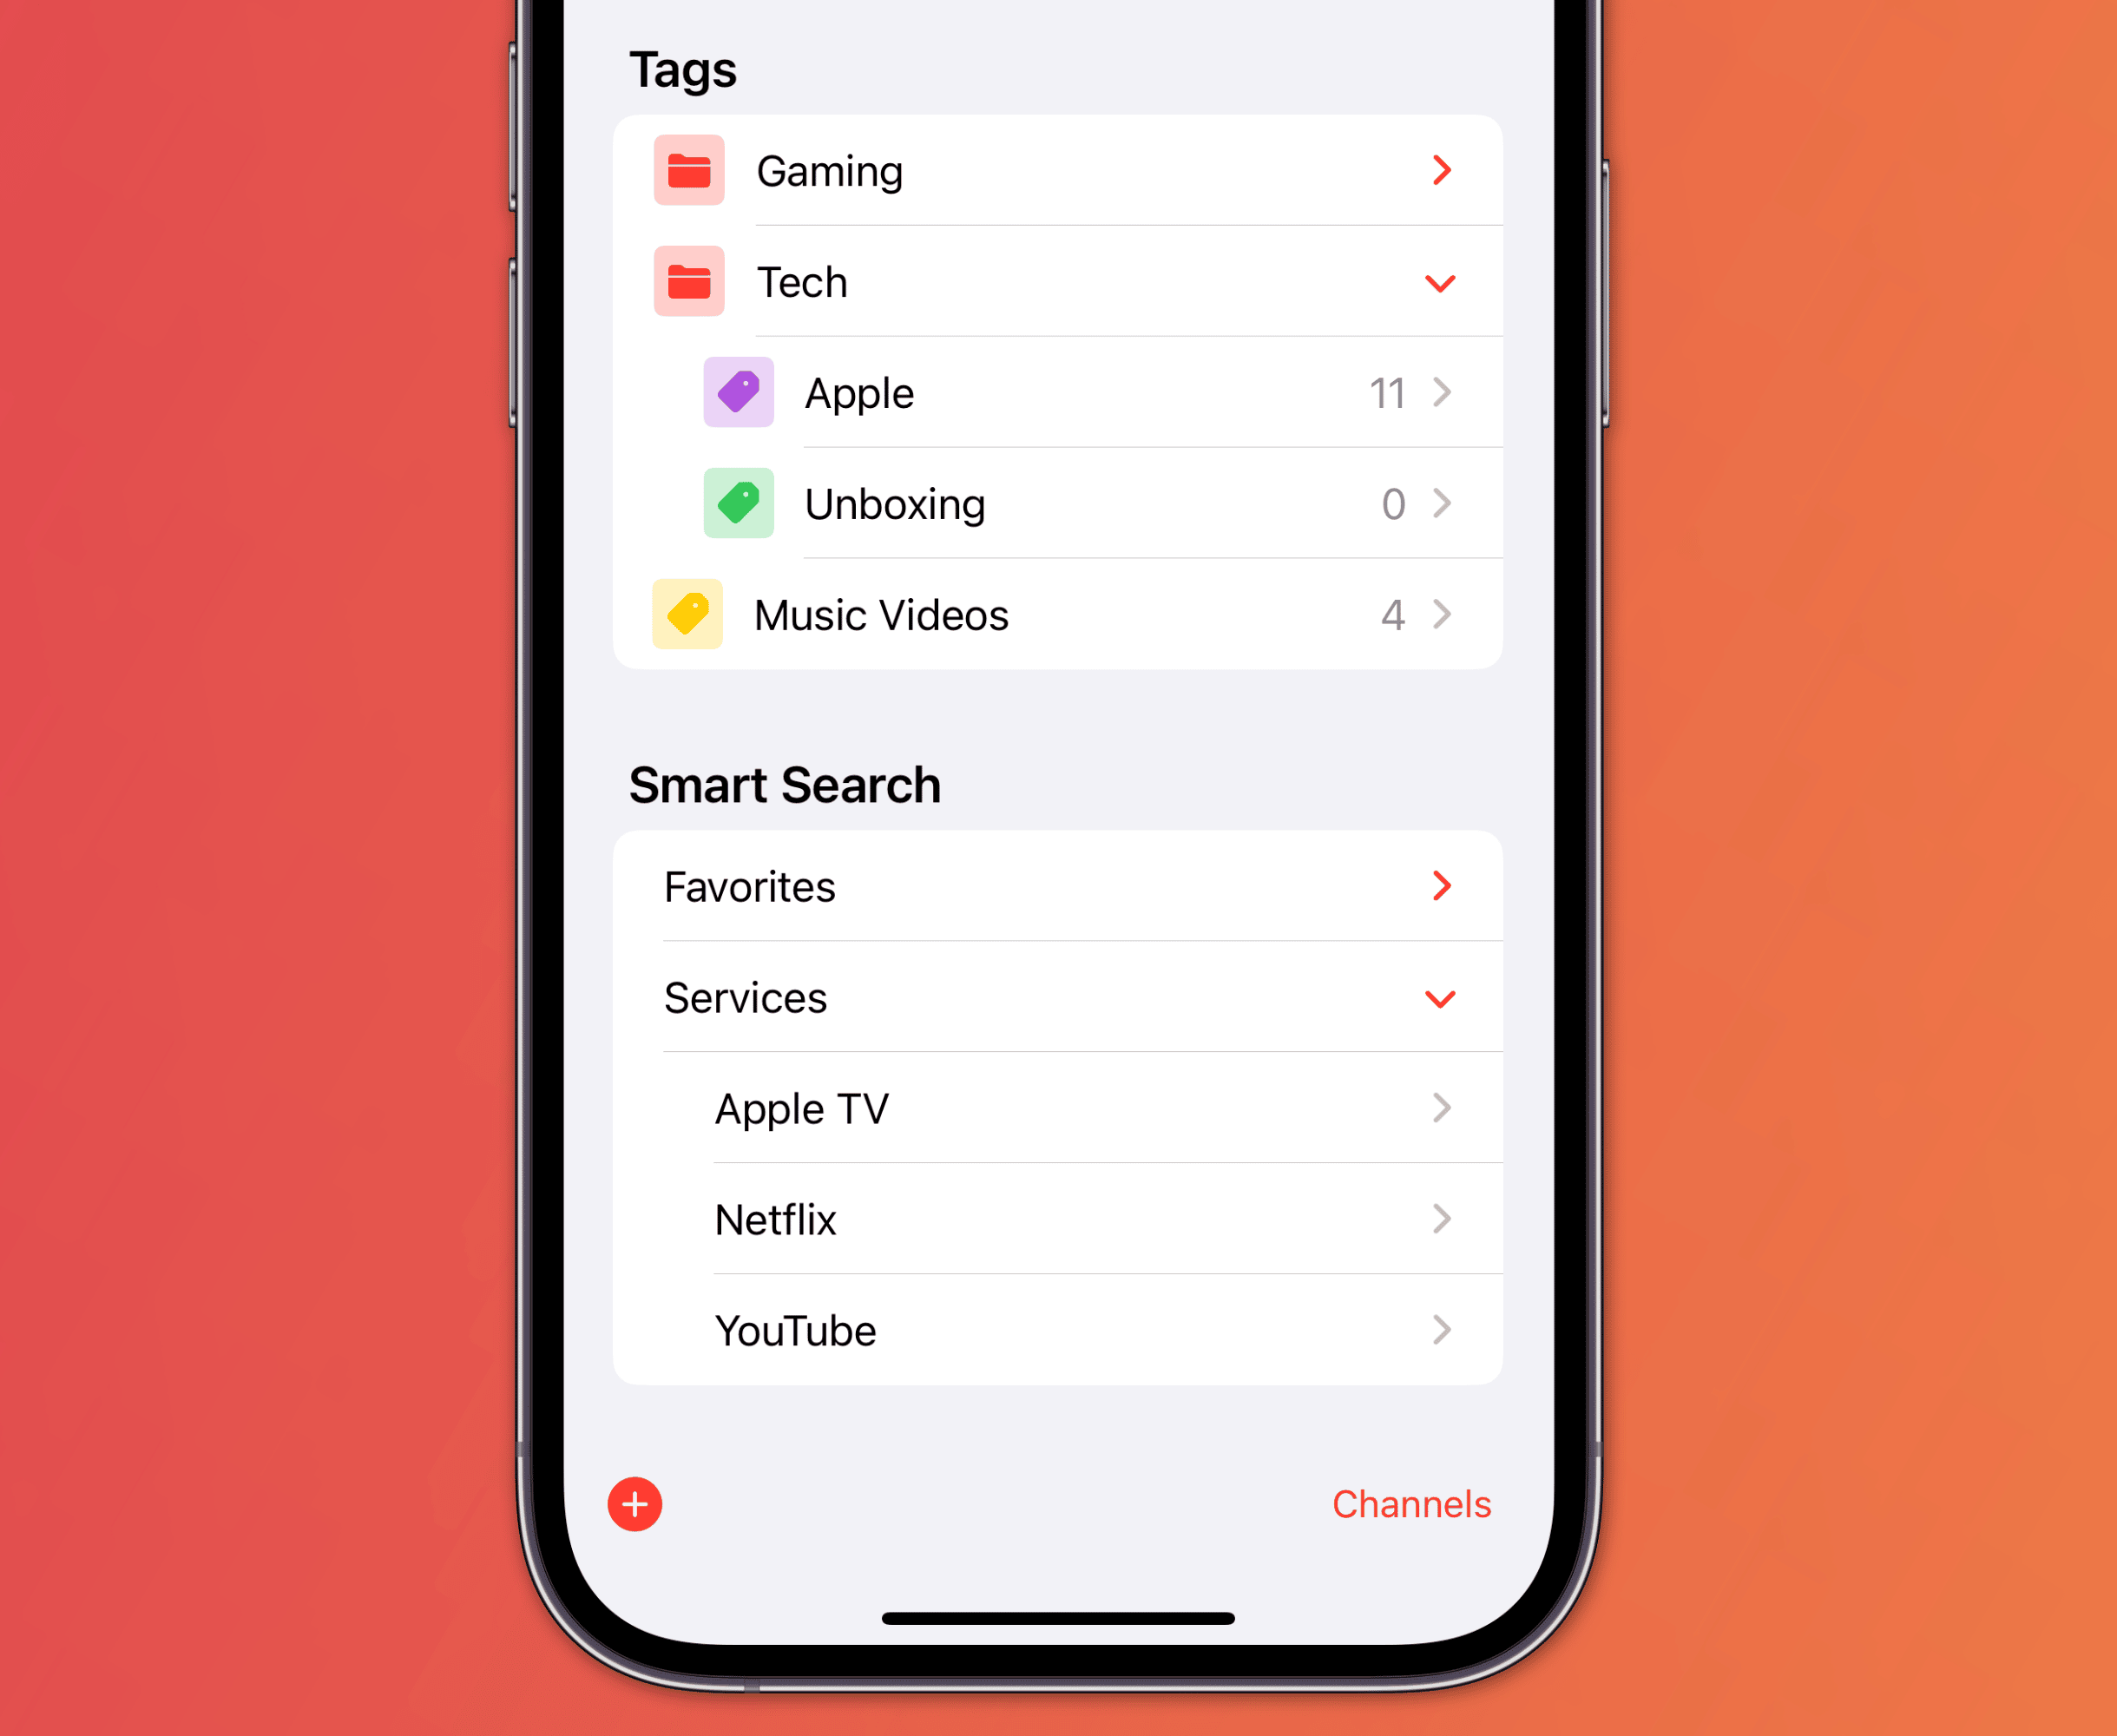 Tags
Gaming
Tech
Apple 11
Unboxing 0
Music Videos 4
Smart Search
Favorites
Services
Apple TV
Netflix
YouTube
Channels